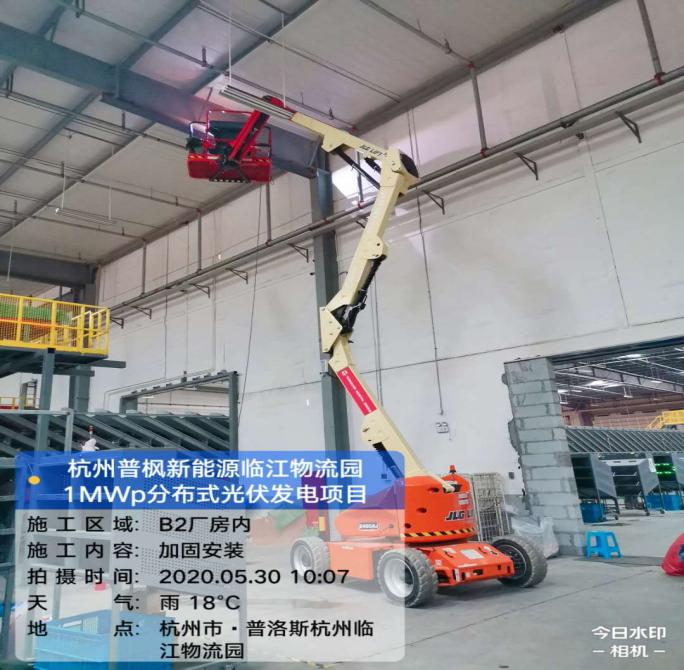 JLG LIFT
杭州普枫新能源临江物流园
1MWp分布式光伏发电项目
施工区域: B2厂房内
施工内容: 加固安装
拍摄时间: 2020.05.30 10:07
天气: 雨 18°C
地点: 杭州市·普洛斯杭州临
江物流园
JLG
今日水印
-相机-